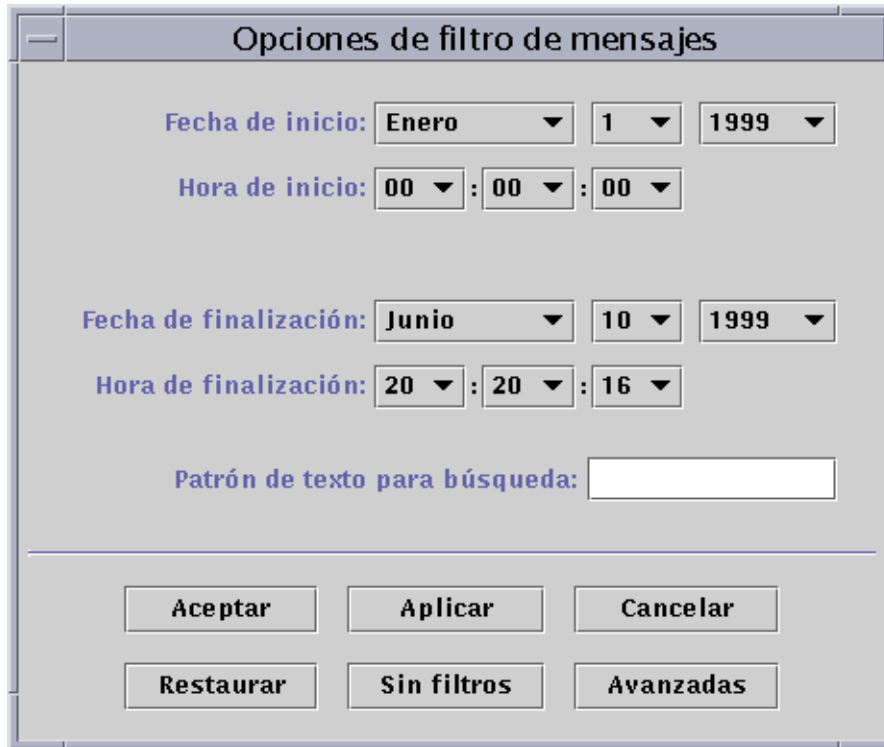 Opciones de filtro de mensajes
Fecha de inicio: Enero 1 1999
Hora de inicio: 00 : 00 : 00
Fecha de finalización: Junio 10 1999
Hora de finalización: 20 : 20 : 16
Patrón de texto para búsqueda:
Aceptar Aplicar Cancelar
Restaurar Sin filtros Avanzadas